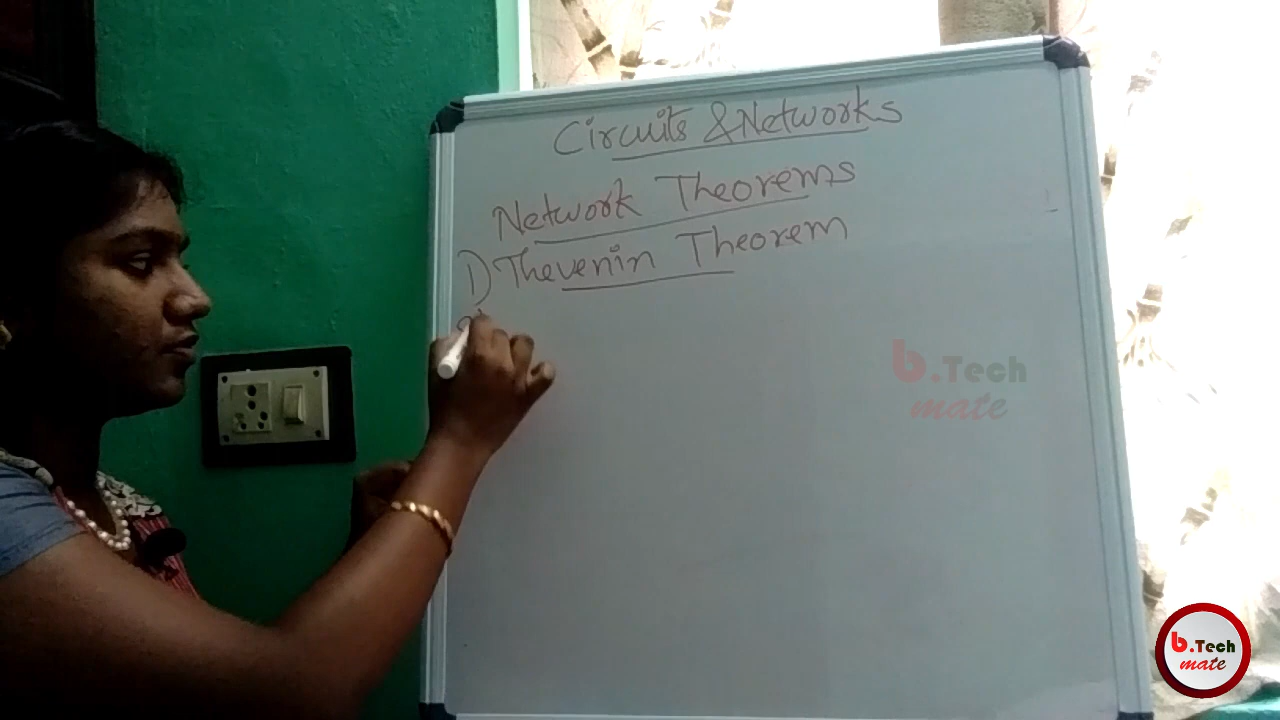 Circuits & Networks
Network Theorems
1) Thevenin Theorem
b.Tech
mate
b.Tech
mate